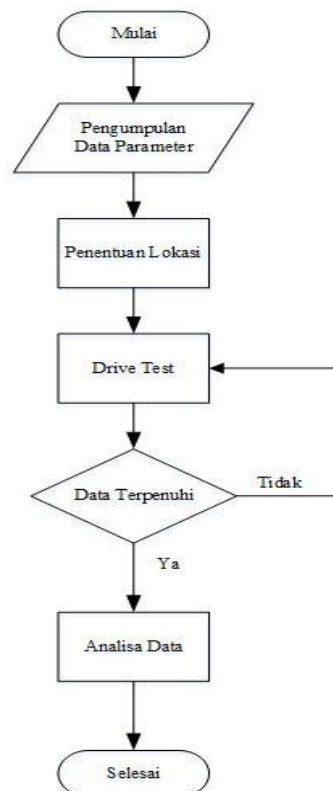 Mulai
Pengumpulan
Data Parameter
Penentuan Lokasi
Drive Test
Data Terpenuhi
Tidak
Ya
Analisa Data
Selesai